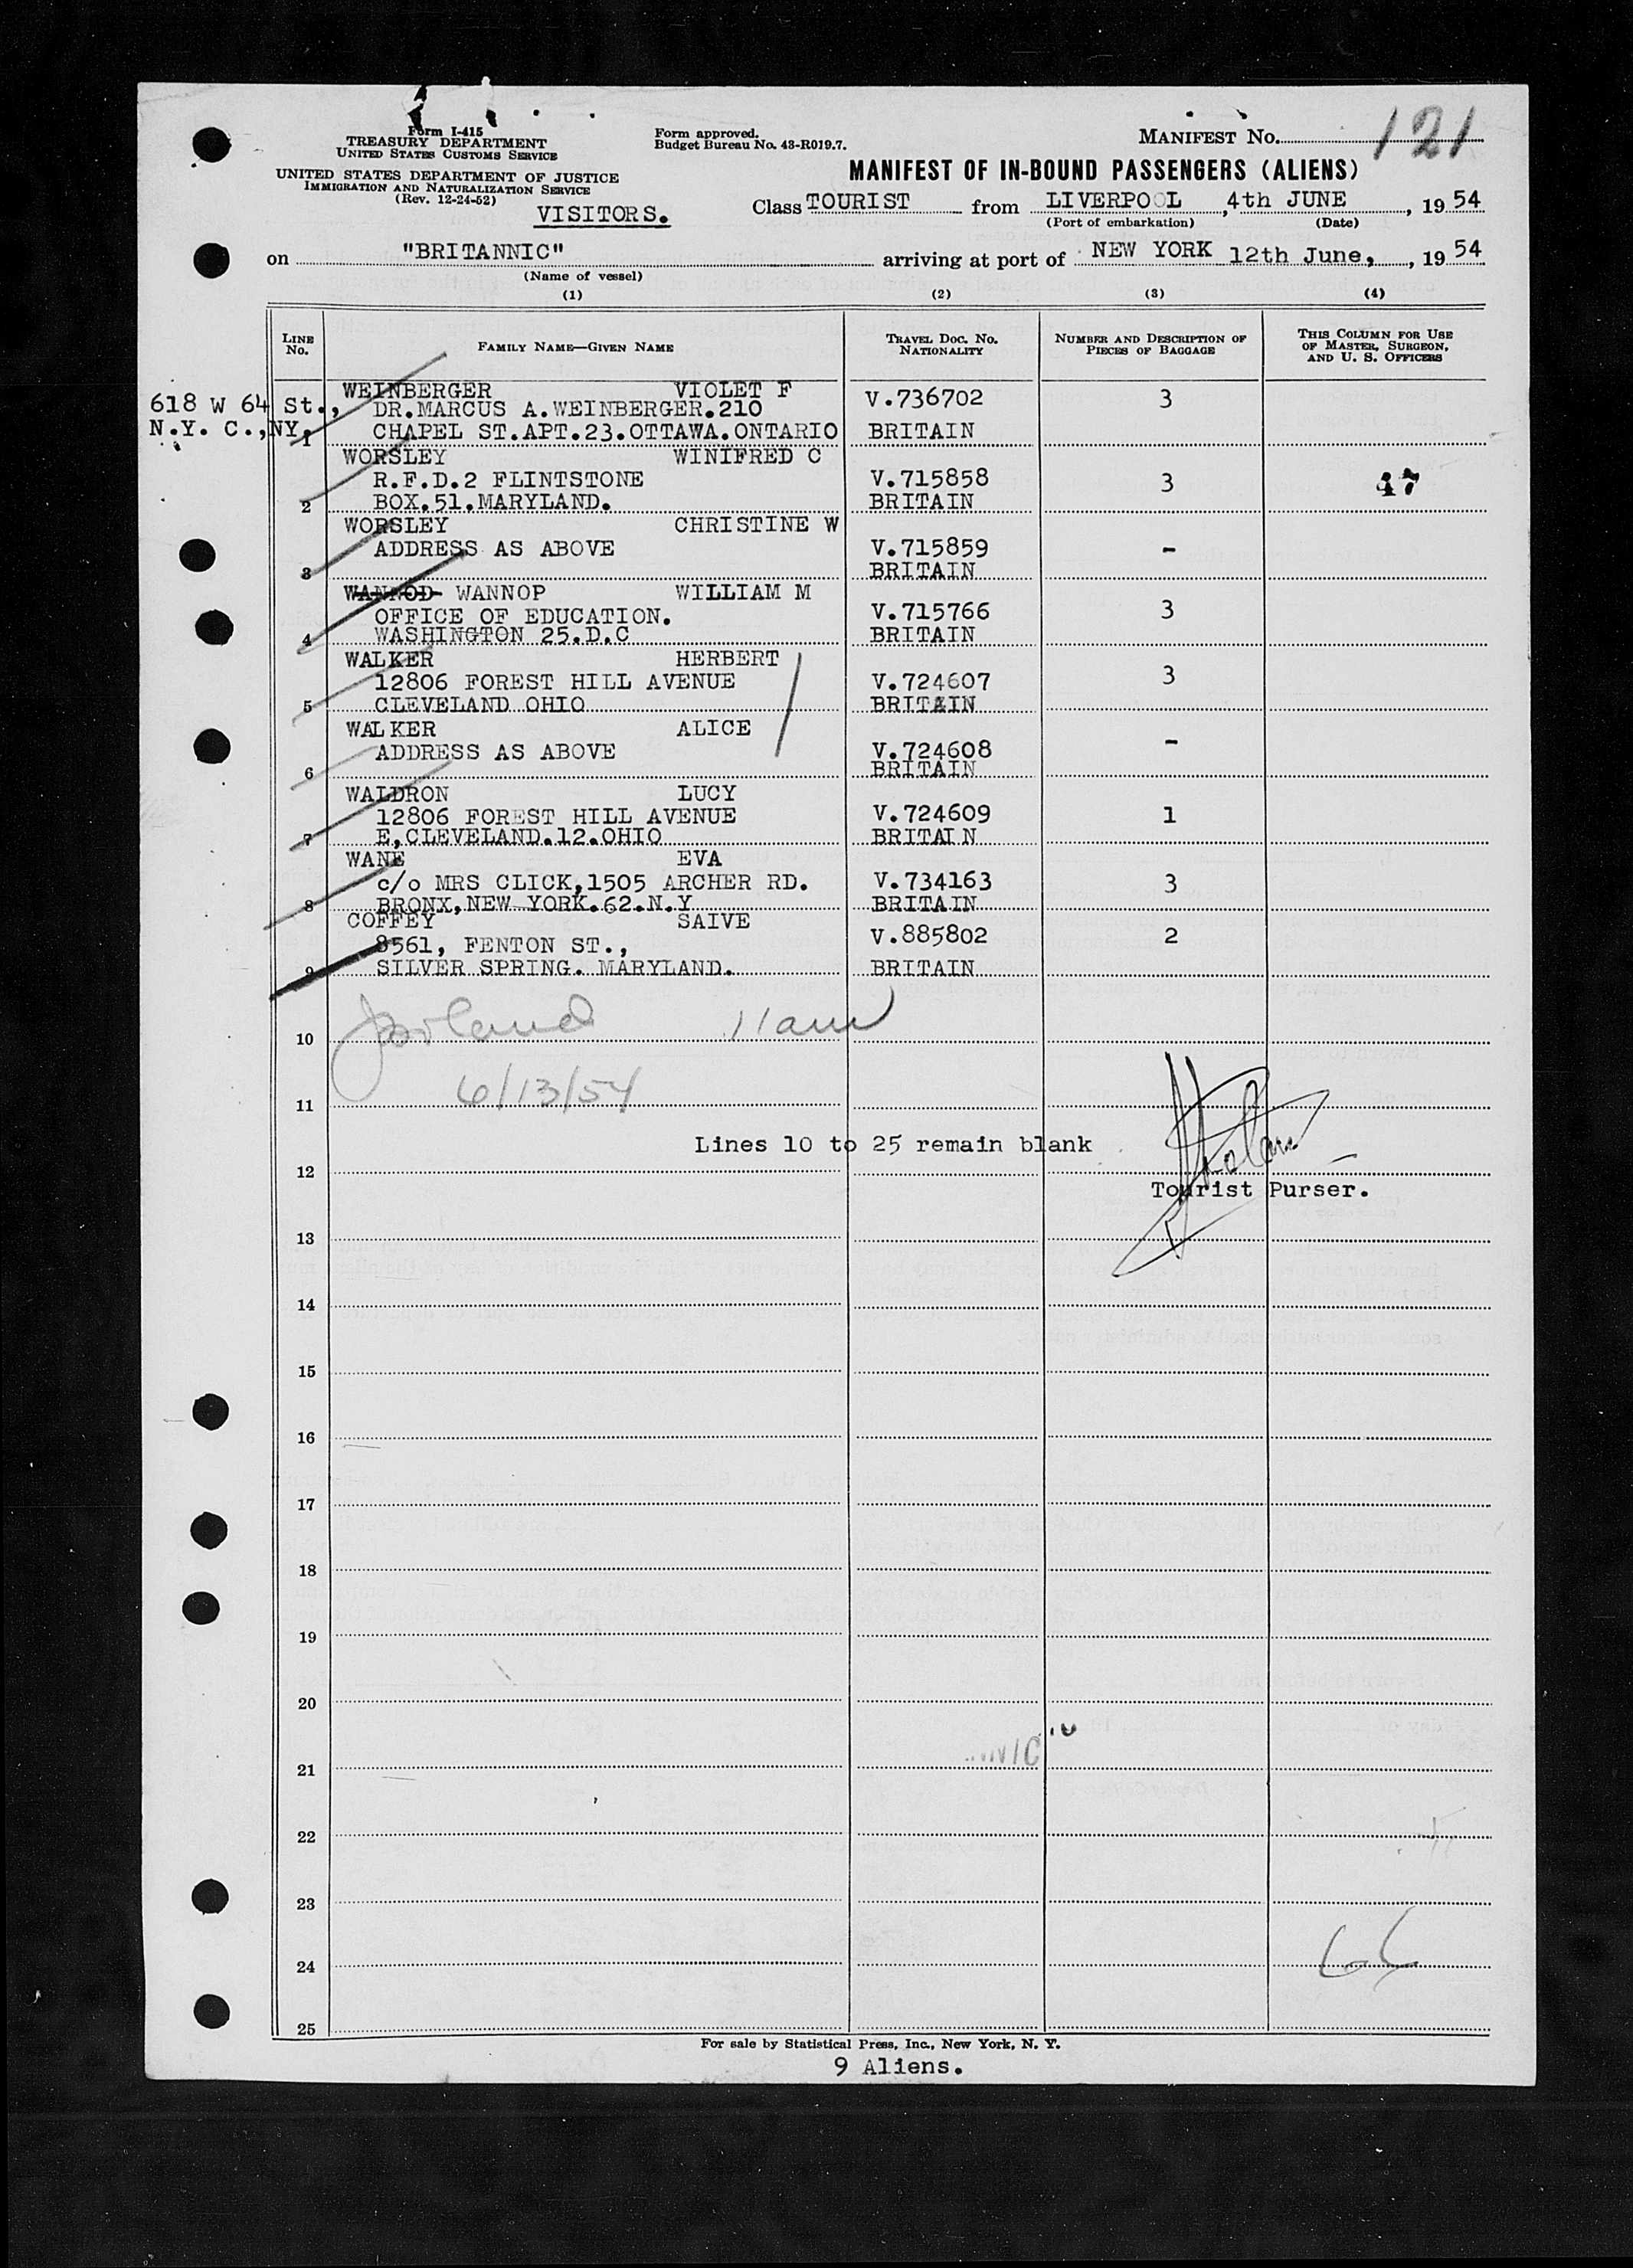 Form I-415
TREASURY DEPARTMENT
UNITED STATES CUSTOMS SERVICE
UNITED STATES DEPARTMENT OF JUSTICE
IMMIGRATION AND NATURALIZATION SERVICE
(Rev. 12-24-52)
VISITORS.
Form approved.
Budget Bureau No. 43-R019.7.
MANIFEST No. 121
MANIFEST OF IN-BOUND PASSENGERS (ALIENS)
Class TOURIST from LIVERPOOL, 4th JUNE, 1954
(Port of embarkation) (Date)
on "BRITANNIC" arriving at port of NEW YORK 12th June, , 1954
(Name of vessel)
(1) (2) (3) (4)
LINE No. FAMILY NAME—GIVEN NAME TRAVEL DOC. NO. NATIONALITY NUMBER AND DESCRIPTION OF PIECES OF BAGGAGE THIS COLUMN FOR USE OF MASTER, SURGEON, AND U. S. OFFICERS
WEINBERGER VIOLET F
618 W 64 St., DR.MARCUS A.WEINBERGER.210 V.736702 3
N.Y. C.,NY. 1 CHAPEL ST.APT.23.OTTAWA.ONTARIO BRITAIN
WORSLEY WINIFRED C
R.F.D.2 FLINTSTONE V.715858 3 47
2 BOX.51.MARYLAND. BRITAIN
WORSLEY CHRISTINE W
ADDRESS AS ABOVE V.715859 -
3 BRITAIN
WANNOD WANNOP WILLIAM M
OFFICE OF EDUCATION. V.715766 3
4 WASHINGTON 25.D.C BRITAIN
WALKER HERBERT
12806 FOREST HILL AVENUE V.724607 3
5 CLEVELAND OHIO BRITAIN
WALKER ALICE
ADDRESS AS ABOVE V.724608 -
6 BRITAIN
WALDRON LUCY
12806 FOREST HILL AVENUE V.724609 1
7 E,CLEVELAND.12.OHIO BRITAIN
WANE EVA
c/o MRS CLICK,1505 ARCHER RD. V.734163 3
8 BRONX,NEW YORK.62.N.Y BRITAIN
COFFEY SAIVE
8561, FENTON ST., V.885802 2
9 SILVER SPRING. MARYLAND. BRITAIN
11am
10
6/13/54
11
Lines 10 to 25 remain blank
12
Tourist Purser.
13
14
15
16
17
18
19
20
21
22
23
24
25
For sale by Statistical Press, Inc., New York, N. Y.
9 Aliens.